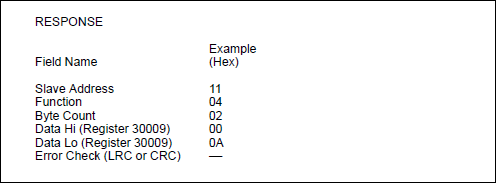 RESPONSE
Example
Field Name (Hex)
Slave Address 11
Function 04
Byte Count 02
Data Hi (Register 30009) 00
Data Lo (Register 30009) 0A
Error Check (LRC or CRC) —